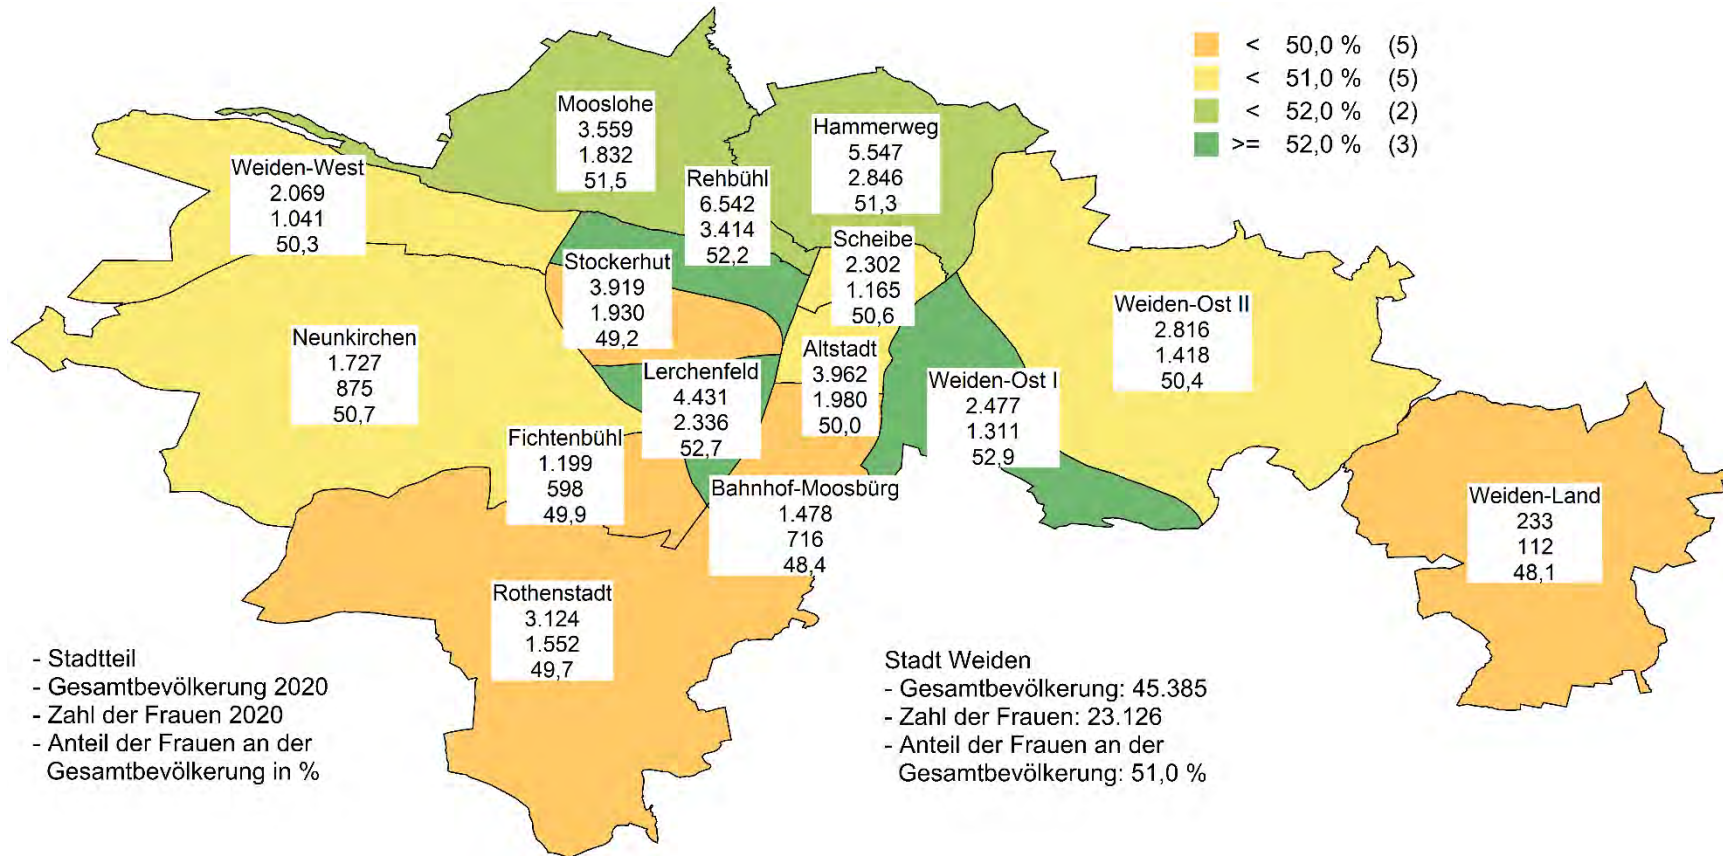 < 50,0 % (5)
< 51,0 % (5)
< 52,0 % (2)
>= 52,0 % (3)
Mooslohe
3.559
1.832
51,5
Hammerweg
5.547
2.846
51,3
Weiden-West
2.069
1.041
50,3
Rehbühl
6.542
3.414
52,2
Scheibe
2.302
1.165
50,6
Stockerhut
3.919
1.930
49,2
Weiden-Ost II
2.816
1.418
50,4
Neunkirchen
1.727
875
50,7
Altstadt
3.962
1.980
50,0
Lerchenfeld
4.431
2.336
52,7
Weiden-Ost I
2.477
1.311
52,9
Fichtenbühl
1.199
598
49,9
Bahnhof-Moosbürg
1.478
716
48,4
Weiden-Land
233
112
48,1
Rothenstadt
3.124
1.552
49,7
- Stadtteil
- Gesamtbevölkerung 2020
- Zahl der Frauen 2020
- Anteil der Frauen an der
Gesamtbevölkerung in %
Stadt Weiden
- Gesamtbevölkerung: 45.385
- Zahl der Frauen: 23.126
- Anteil der Frauen an der
Gesamtbevölkerung: 51,0 %